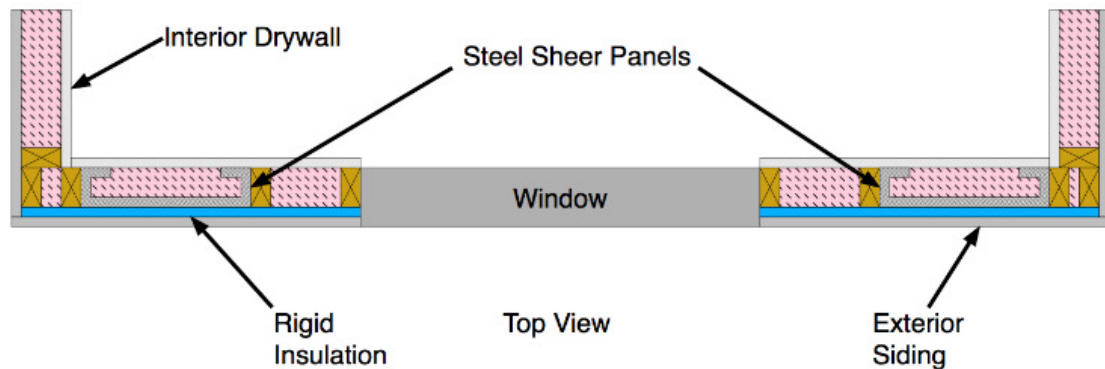 Interior Drywall
Steel Sheer Panels
Window
Rigid
Insulation
Top View
Exterior
Siding